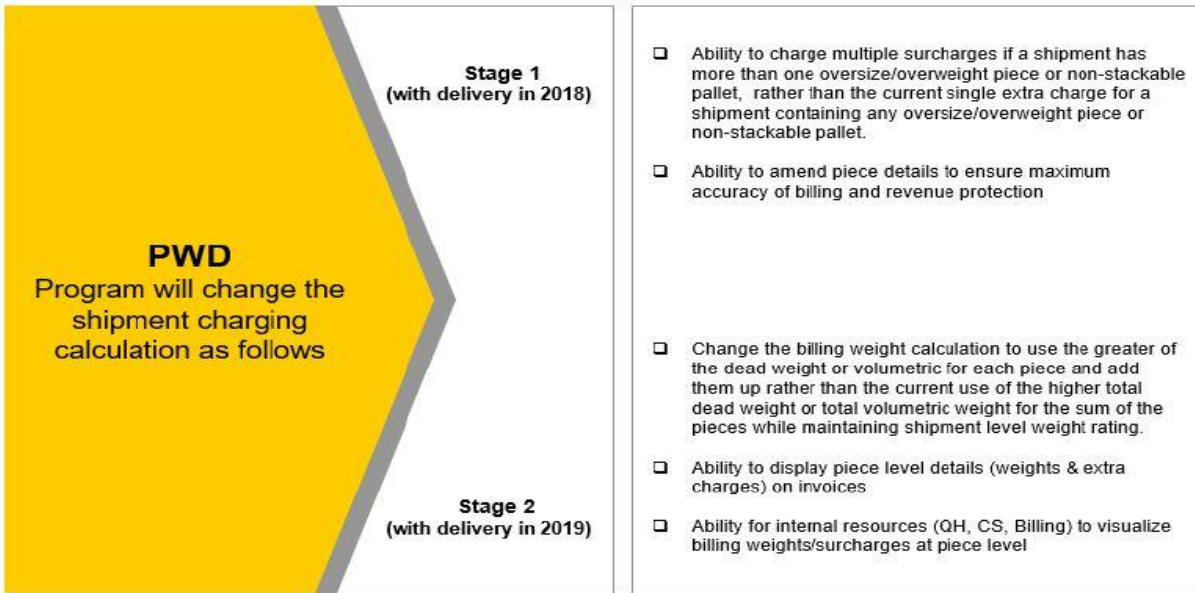 PWD
Program will change the
shipment charging
calculation as follows
Stage 1
(with delivery in 2018)
❑ Ability to charge multiple surcharges if a shipment has
more than one oversize/overweight piece or non-stackable
pallet, rather than the current single extra charge for a
shipment containing any oversize/overweight piece or
non-stackable pallet.
❑ Ability to amend piece details to ensure maximum
accuracy of billing and revenue protection
Stage 2
(with delivery in 2019)
❑ Change the billing weight calculation to use the greater of
the dead weight or volumetric for each piece and add
them up rather than the current use of the higher total
dead weight or total volumetric weight for the sum of the
pieces while maintaining shipment level weight rating.
❑ Ability to display piece level details (weights & extra
charges) on invoices
❑ Ability for internal resources (QH, CS, Billing) to visualize
billing weights/surcharges at piece level